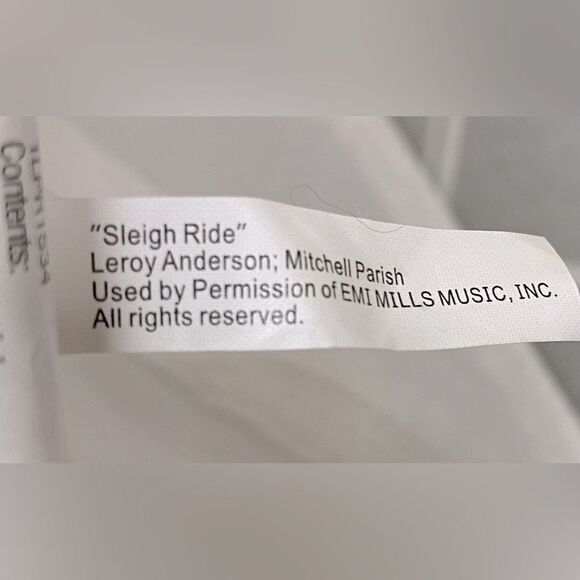 "Sleigh Ride"
Leroy Anderson; Mitchell Parish
Used by Permission of EMI MILLS MUSIC, INC.
All rights reserved.
Contents: